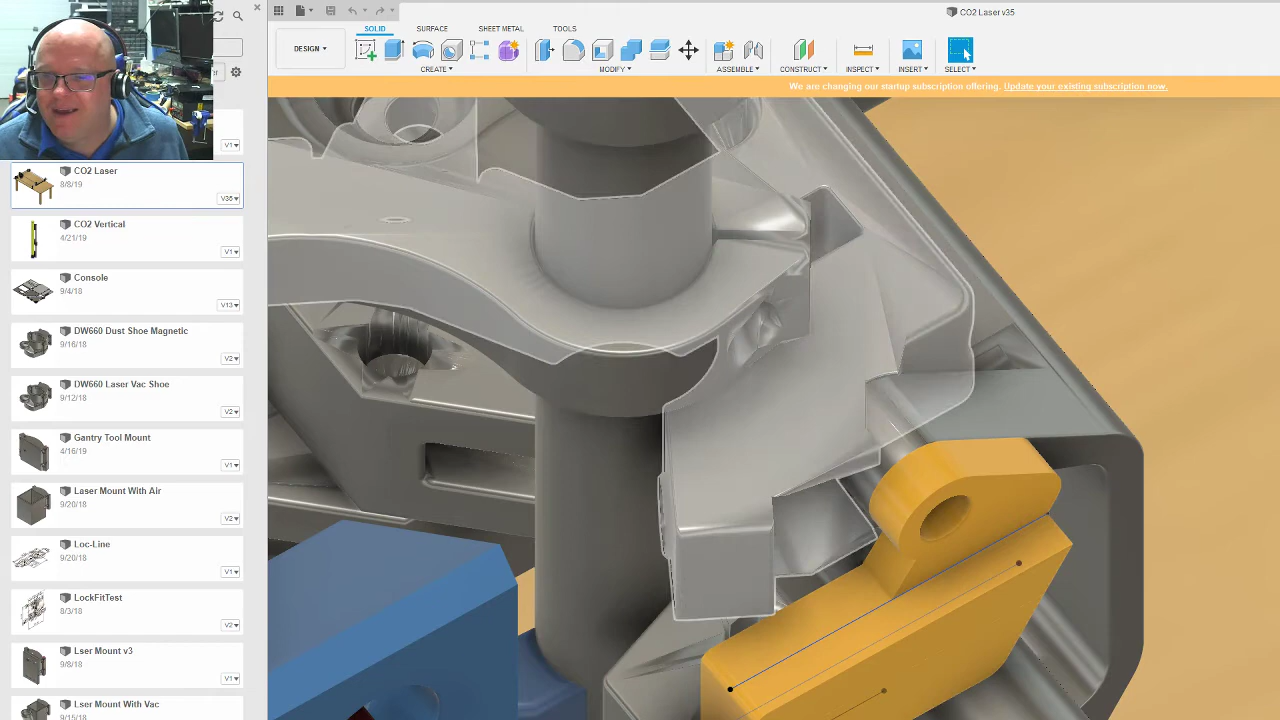 CO2 Laser v35
SOLID SURFACE SHEET METAL TOOLS
DESIGN▾
CREATE▾ MODIFY▾ ASSEMBLE▾ CONSTRUCT▾ INSPECT▾ INSERT▾ SELECT▾
We are changing our startup subscription offering. Update your existing subscription now.
V1▾
CO2 Laser
8/8/19
V35▾
CO2 Vertical
4/21/19
V1▾
Console
9/4/18
V13▾
DW660 Dust Shoe Magnetic
9/16/18
V2▾
DW660 Laser Vac Shoe
9/12/18
V2▾
Gantry Tool Mount
4/16/19
V1▾
Laser Mount With Air
9/20/18
V2▾
Loc-Line
9/20/18
V1▾
LockFitTest
8/3/18
V2▾
Lser Mount v3
9/8/18
V1▾
Lser Mount With Vac
9/15/18